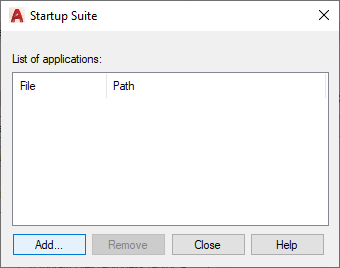 Startup Suite
List of applications:
File Path
Add... Remove Close Help